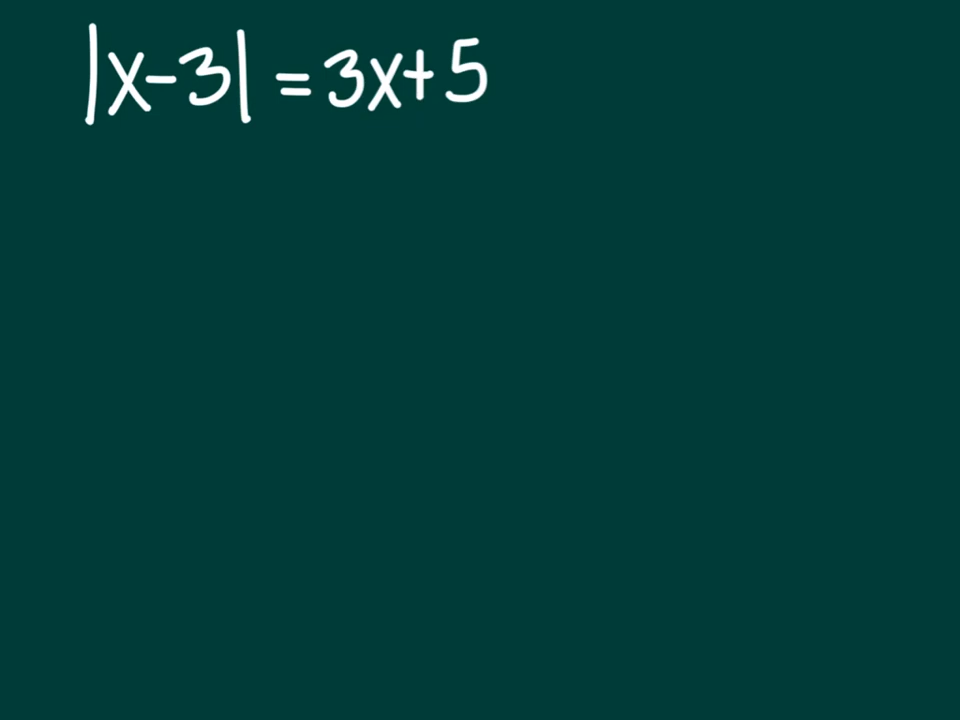 |x-3| = 3x+5